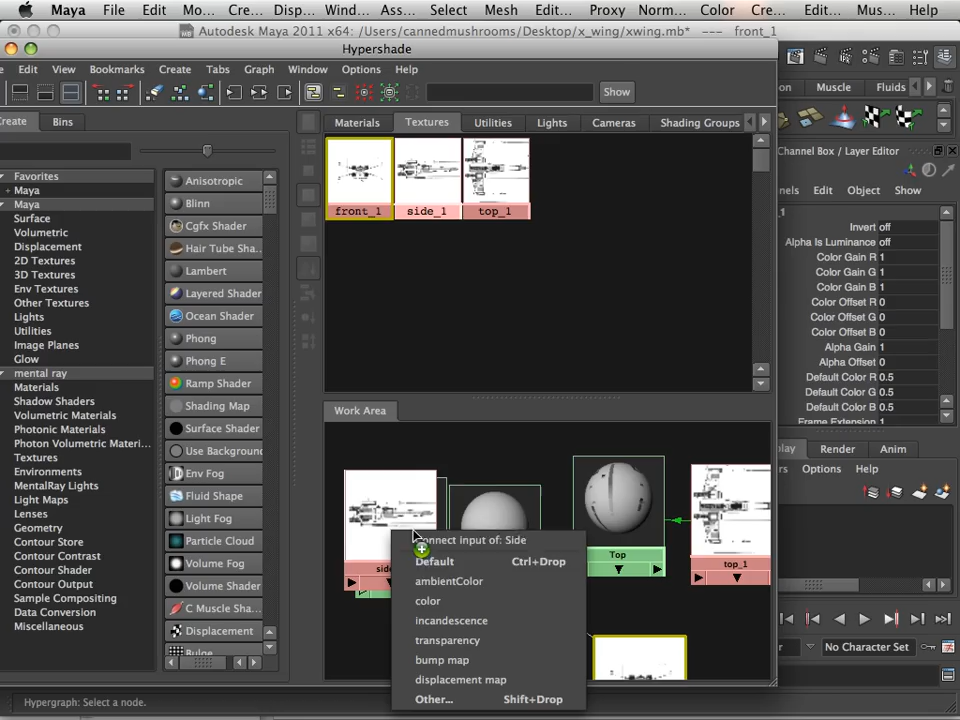 Maya File Edit Mo... Cre... Disp... Win... Ass... Select Mesh Edit... Proxy Norm... Color Cre... Edit... Mus... Help
Autodesk Maya 2011 x64: /Users/cannedmushrooms/Desktop/x_wing/xwing.mb* --- front_1
Hypershade
Edit View Bookmarks Create Tabs Graph Window Options Help
Show
Create Bins
Materials Textures Utilities Lights Cameras Shading Groups
Favorites
Maya
Maya
Surface
Volumetric
Displacement
2D Textures
3D Textures
Env Textures
Other Textures
Lights
Utilities
Image Planes
Glow
mental ray
Materials
Shadow Shaders
Volumetric Materials
Photonic Materials
Photon Volumetric Materi...
Textures
Environments
MentalRay Lights
Light Maps
Lenses
Geometry
Contour Store
Contour Contrast
Contour Shader
Contour Output
Sample Compositing
Data Conversion
Miscellaneous
Anisotropic
Blinn
Cgfx Shader
Hair Tube Sha...
Lambert
Layered Shader
Ocean Shader
Phong
Phong E
Ramp Shader
Shading Map
Surface Shader
Use Background
Env Fog
Fluid Shape
Light Fog
Particle Cloud
Volume Fog
Volume Shader
C Muscle Sha...
Displacement
front_1 side_1 top_1
Work Area
Top
top_1
Connect input of: Side
Default Ctrl+Drop
ambientColor
color
incandescence
transparency
bump map
displacement map
Other... Shift+Drop
Hypergraph: Select a node.
Muscle Fluids
Channel Box / Layer Editor
nels Edit Object Show
_1
Invert off
Alpha Is Luminance off
Color Gain R 1
Color Gain G 1
Color Gain B 1
Color Offset R 0
Color Offset G 0
Color Offset B 0
Alpha Gain 1
Alpha Offset 0
Default Color R 0.5
Default Color G 0.5
Default Color B 0.5
Frame Extension 1
play Render Anim
rs Options Help
No Character Set